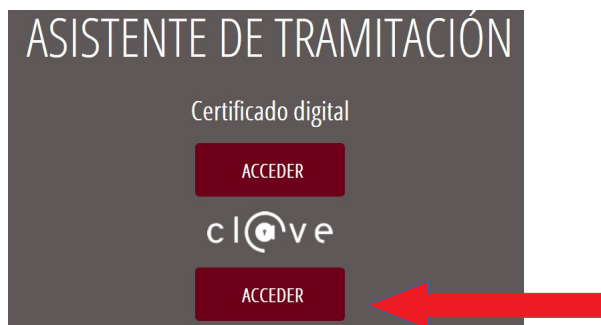 ASISTENTE DE TRAMITACIÓN
Certificado digital
ACCEDER
cl@ve
ACCEDER